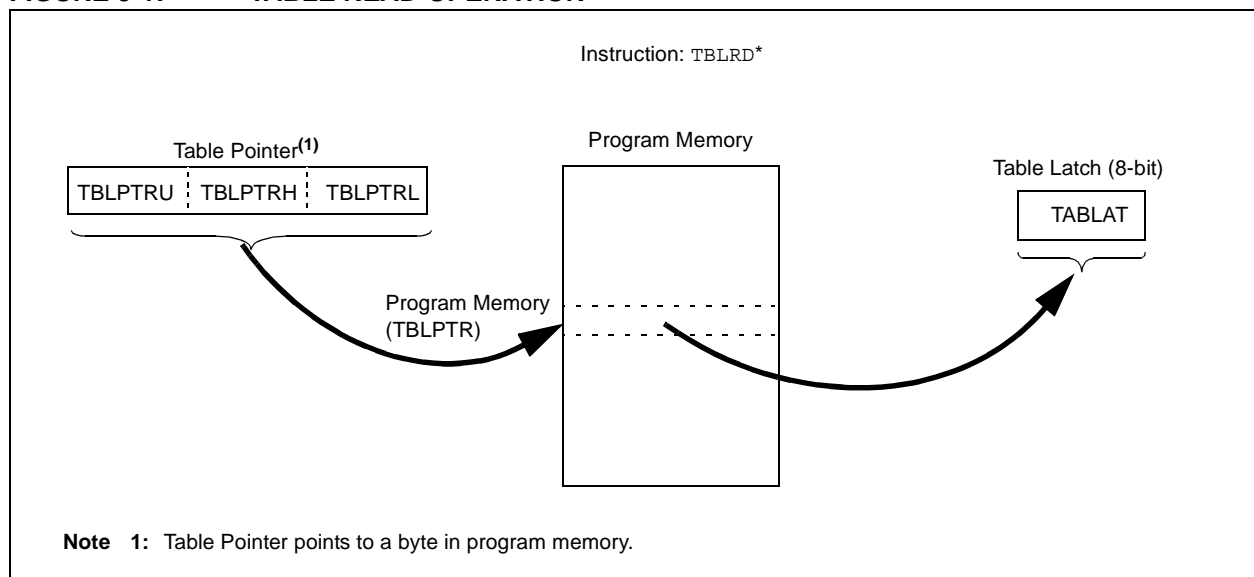 Instruction: TBLRD*
Table Pointer(1)
TBLPTRU TBLPTRH TBLPTRL
Program Memory
Table Latch (8-bit)
TABLAT
Program Memory
(TBLPTR)
Note 1: Table Pointer points to a byte in program memory.